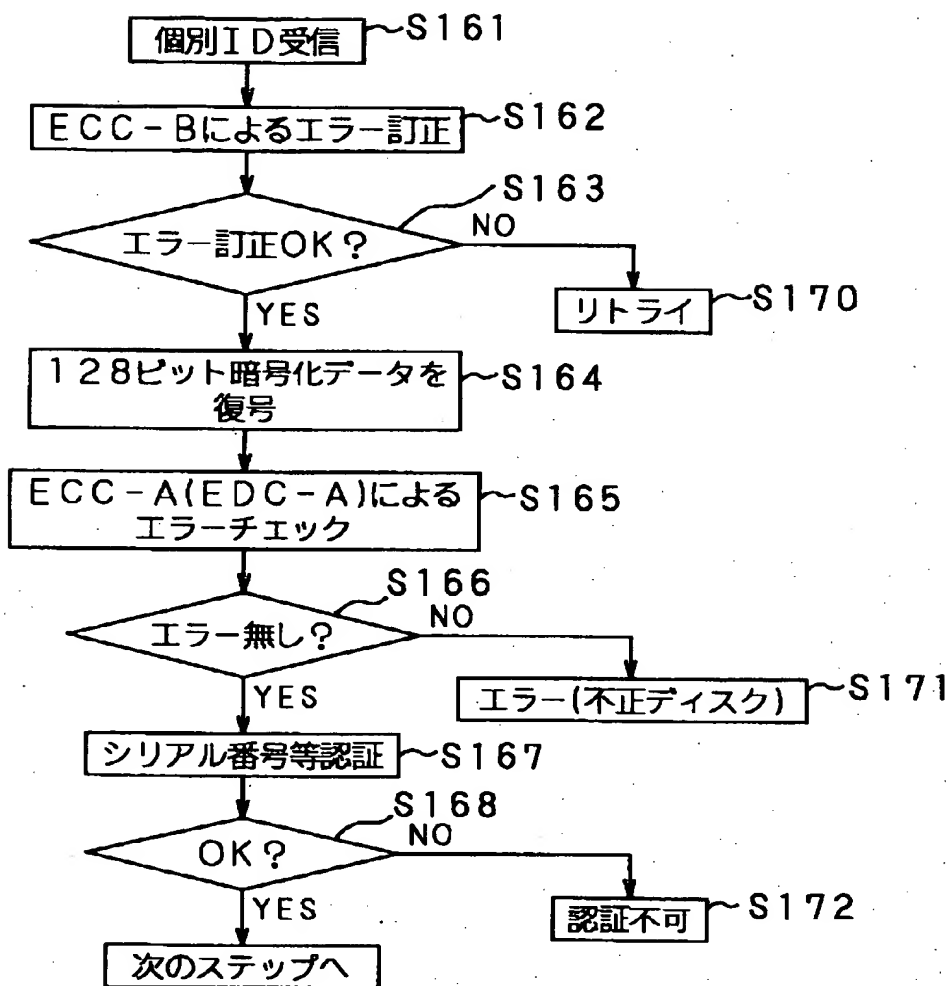 個別ＩＤ受信
S161
ECC-Bによるエラー訂正
S162
エラー訂正OK?
S163
NO
リトライ
S170
YES
128ビット暗号化データを
復号
S164
ECC-A(EDC-A)による
エラーチェック
S165
エラー無し?
S166
NO
エラー(不正ディスク)
S171
YES
シリアル番号等認証
S167
OK?
S168
NO
認証不可
S172
YES
次のステップへ